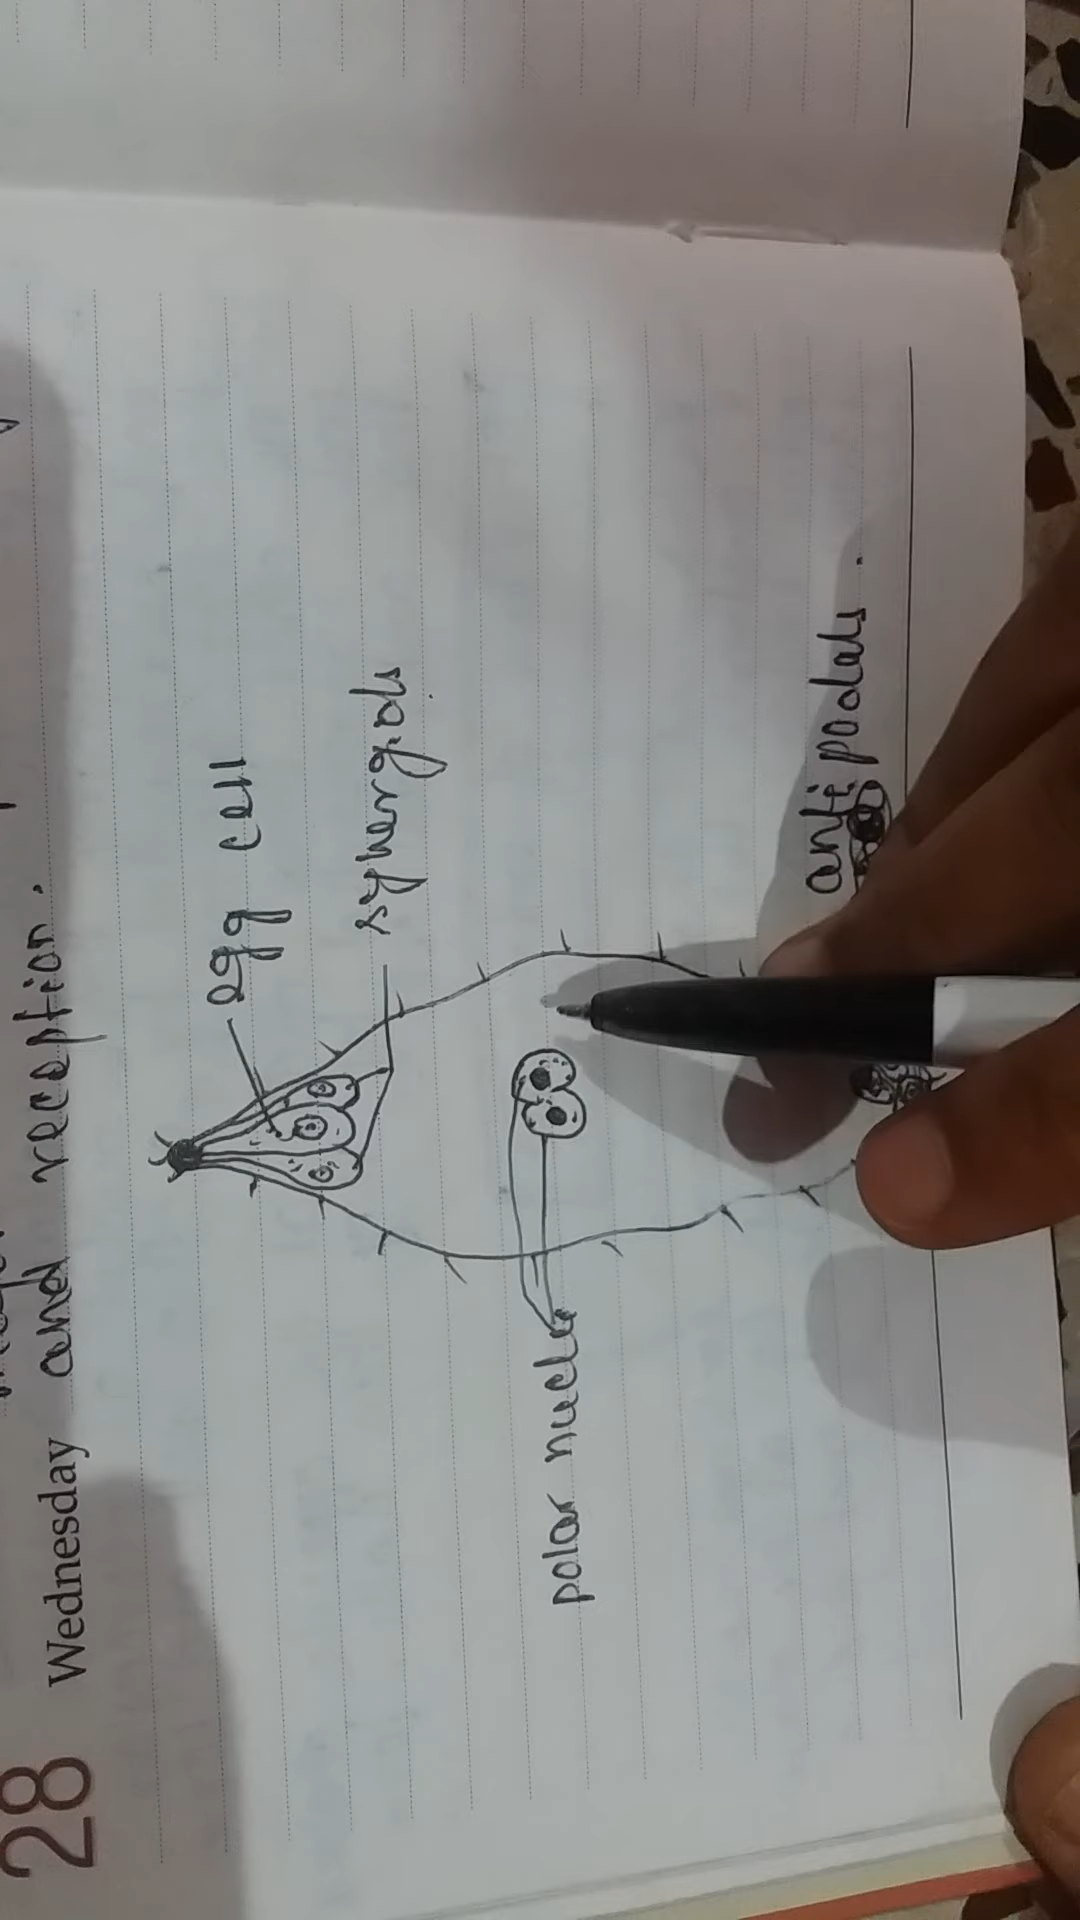 28 Wednesday
and reception.
egg cell
synergids
polar nuclei
antipodals.